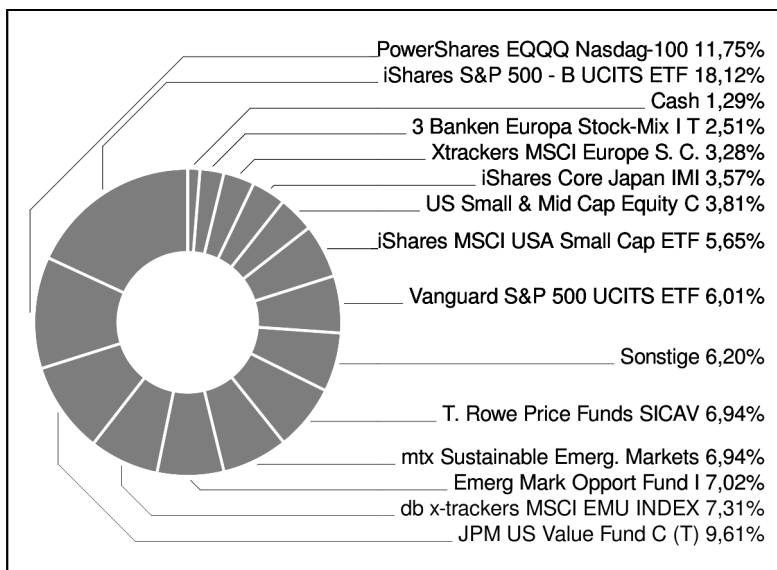 PowerShares EQQQ Nasdag-100 11,75%
iShares S&P 500 - B UCITS ETF 18,12%
Cash 1,29%
3 Banken Europa Stock-Mix I T 2,51%
Xtrackers MSCI Europe S. C. 3,28%
iShares Core Japan IMI 3,57%
US Small & Mid Cap Equity C 3,81%
iShares MSCI USA Small Cap ETF 5,65%
Vanguard S&P 500 UCITS ETF 6,01%
Sonstige 6,20%
T. Rowe Price Funds SICAV 6,94%
mtx Sustainable Emerg. Markets 6,94%
Emerg Mark Opport Fund I 7,02%
db x-trackers MSCI EMU INDEX 7,31%
JPM US Value Fund C (T) 9,61%